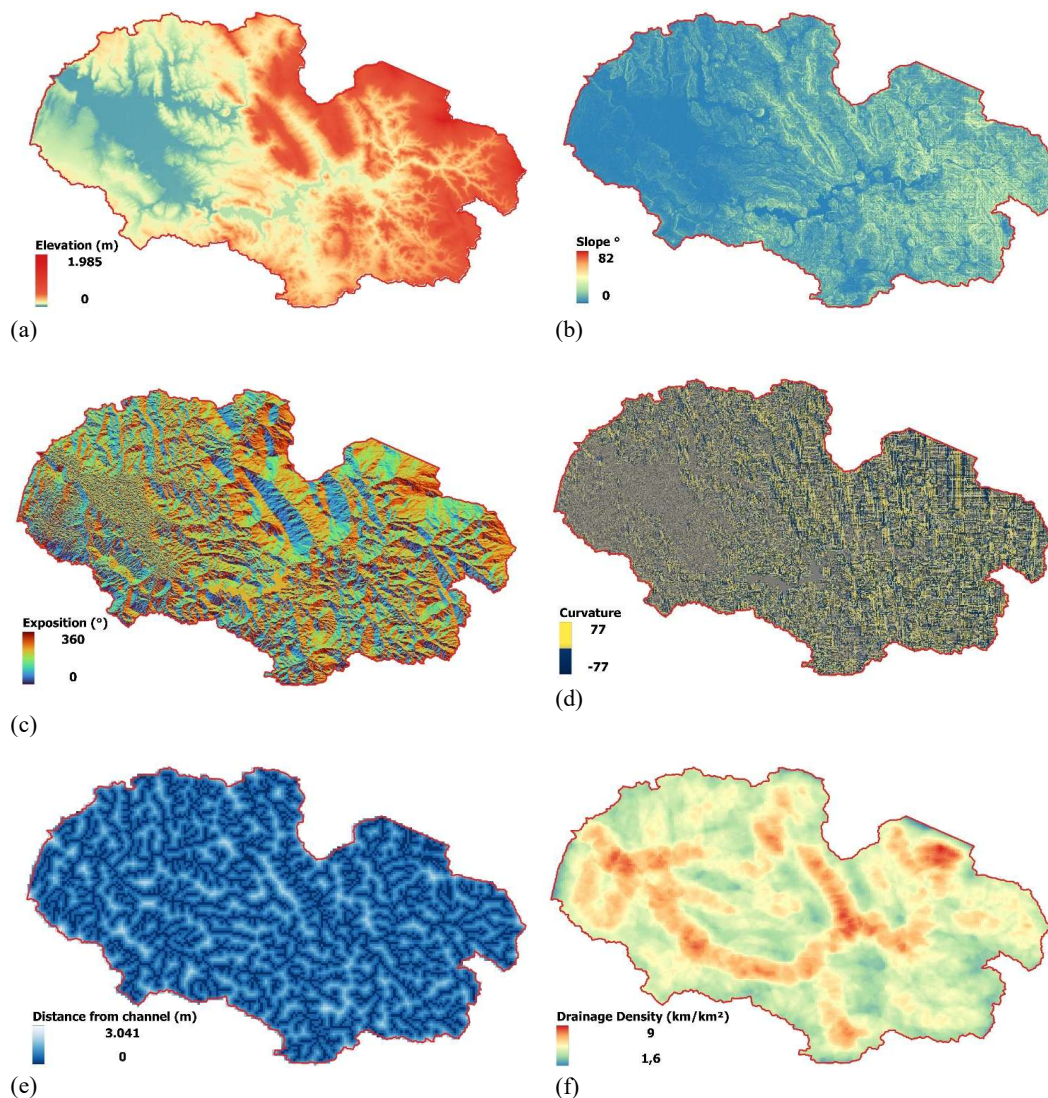 Elevation (m)
1.985
0
(a)
Slope °
82
0
(b)
Exposition (°)
360
0
(c)
Curvature
77
-77
(d)
Distance from channel (m)
3.041
0
(e)
Drainage Density (km/km²)
9
1,6
(f)